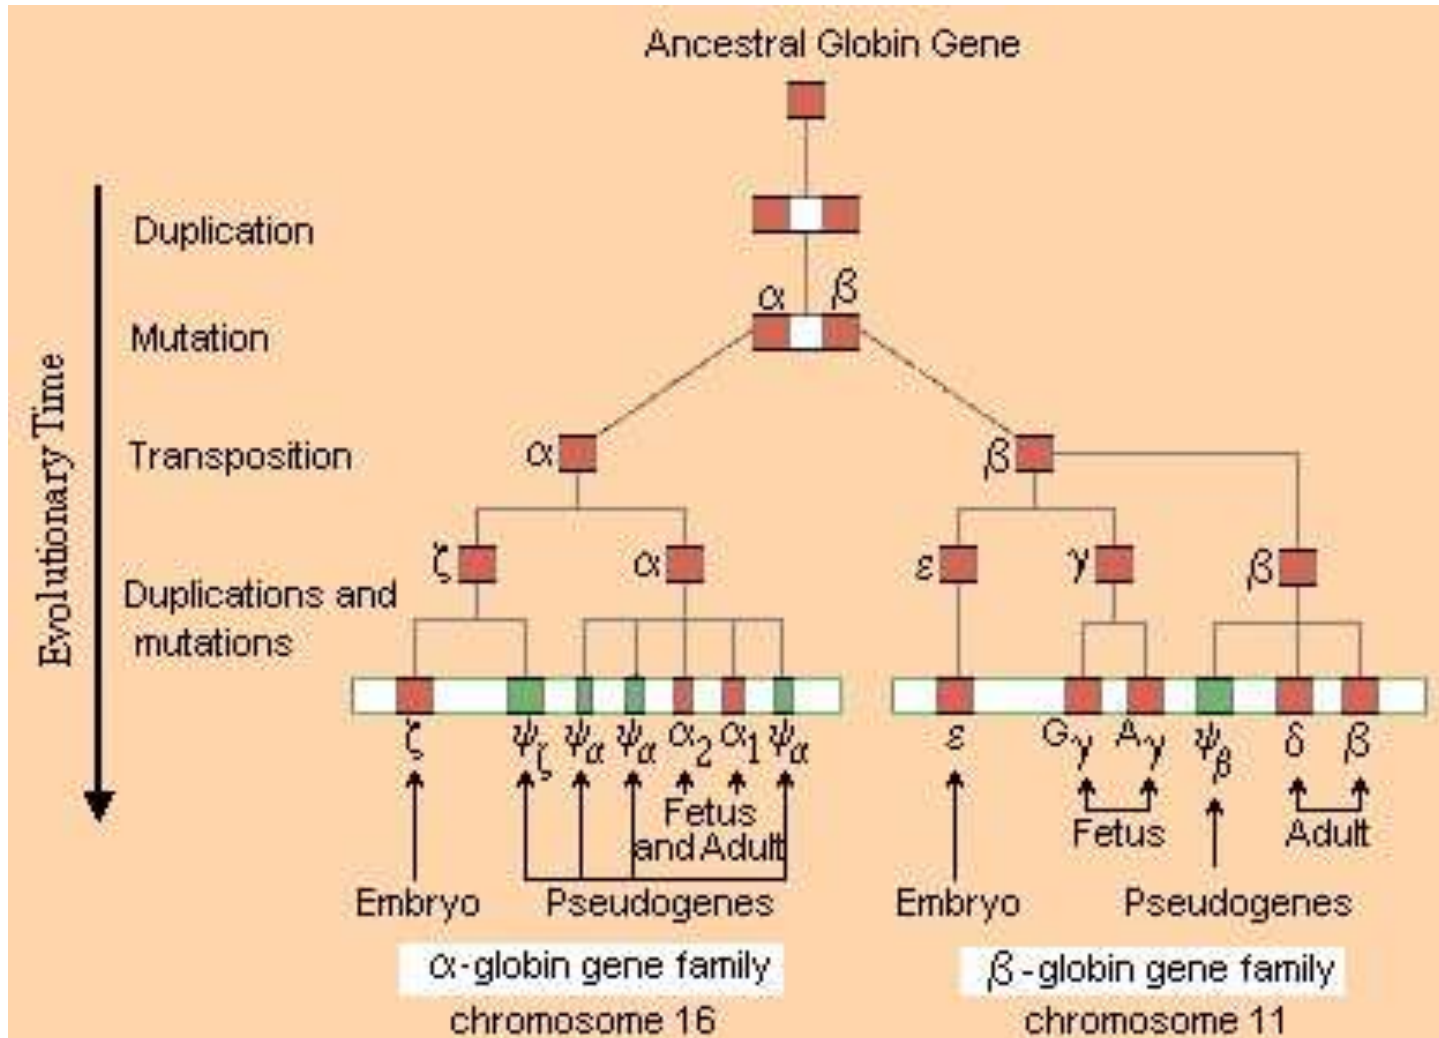 Ancestral Globin Gene
Duplication
α β
Mutation
Evolutionary Time
Transposition
α β
ζ α ε γ β
Duplications and
mutations
ζ ψζ ψα ψα α2 α1 ψα ε Gγ Aγ ψβ δ β
Fetus
and Adult
Fetus Adult
Embryo Pseudogenes Embryo Pseudogenes
α-globin gene family β-globin gene family
chromosome 16 chromosome 11